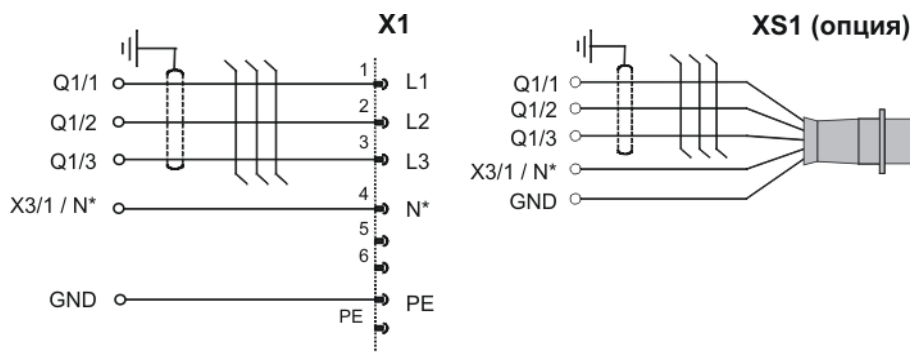 X1
1
Q1/1
L1
2
Q1/2
L2
3
Q1/3
L3
4
X3/1 / N*
N*
5
6
GND
PE
PE
XS1 (опция)
Q1/1
Q1/2
Q1/3
X3/1 / N*
GND